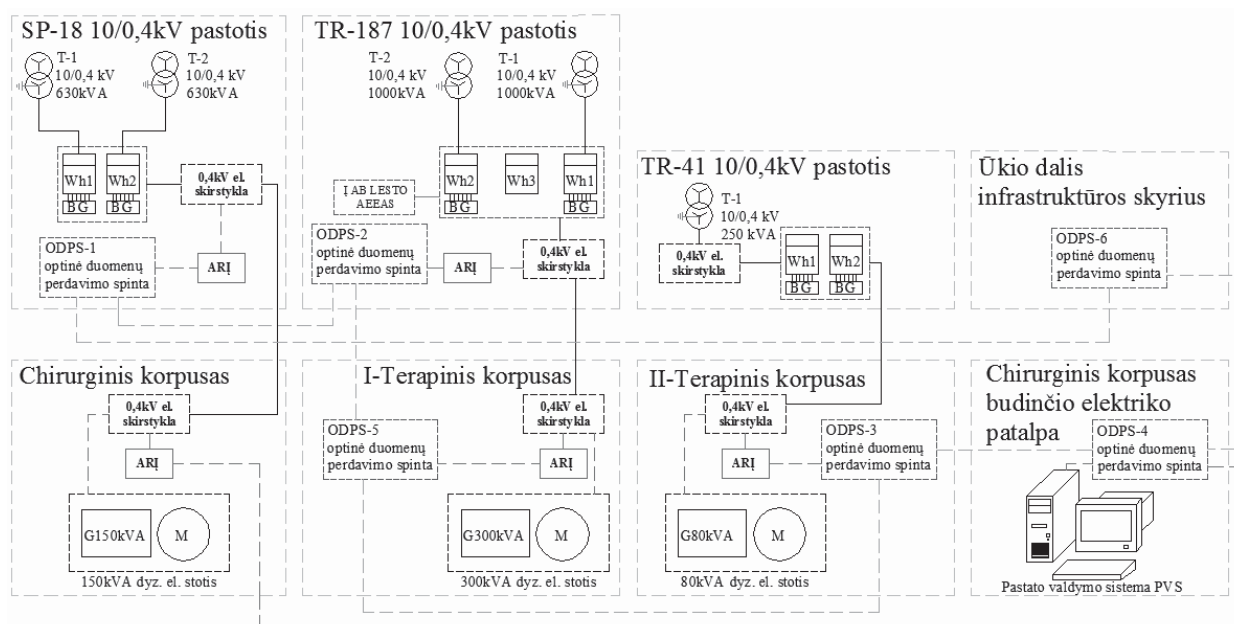 SP-18 10/0,4kV pastotis
T-1
10/0,4 kV
630kVA
T-2
10/0,4 kV
630kVA
Wh1
Wh2
BG
BG
0,4kV el.
skirstykla
ODPS-1
optinė duomenų
perdavimo spinta
ARĮ
TR-187 10/0,4kV pastotis
T-2
10/0,4 kV
1000kVA
T-1
10/0,4 kV
1000kVA
Wh2
Wh3
Wh1
BG
BG
Į AB LESTO
AEEAS
ODPS-2
optinė duomenų
perdavimo spinta
ARĮ
0,4kV el.
skirstykla
TR-41 10/0,4kV pastotis
T-1
10/0,4 kV
250 kVA
0,4kV el.
skirstykla
Wh1
Wh2
BG
BG
Ūkio dalis
infrastruktūros skyrius
ODPS-6
optinė duomenų
perdavimo spinta
Chirurginis korpusas
0,4kV el.
skirstykla
ARĮ
G150kVA
M
150kVA dyz. el. stotis
I-Terapinis korpusas
0,4kV el.
skirstykla
ODPS-5
optinė duomenų
perdavimo spinta
ARĮ
G300kVA
M
300kVA dyz. el. stotis
II-Terapinis korpusas
0,4kV el.
skirstykla
ARĮ
ODPS-3
optinė duomenų
perdavimo spinta
G80kVA
M
80kVA dyz. el. stotis
Chirurginis korpusas
budinčio elektriko
patalpa
ODPS-4
optinė duomenų
perdavimo spinta
Pastato valdymo sistema PVS